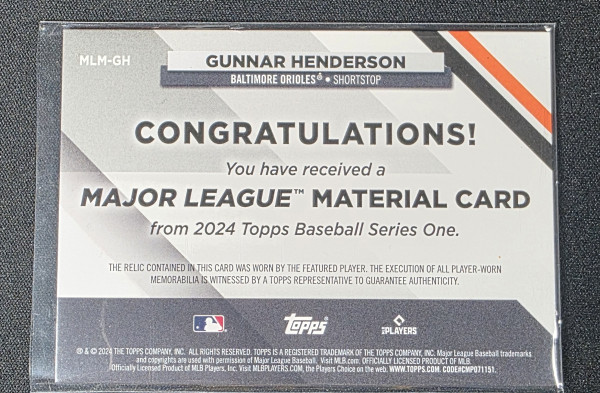 MLM-GH
GUNNAR HENDERSON
BALTIMORE ORIOLES® • SHORTSTOP
CONGRATULATIONS!
You have received a
MAJOR LEAGUE™ MATERIAL CARD
from 2024 Topps Baseball Series One.
THE RELIC CONTAINED IN THIS CARD WAS WORN BY THE FEATURED PLAYER. THE EXECUTION OF ALL PLAYER-WORN
MEMORABILIA IS WITNESSED BY A TOPPS REPRESENTATIVE TO GUARANTEE AUTHENTICITY.
Topps
PLAYERS
® & © 2024 THE TOPPS COMPANY, INC. ALL RIGHTS RESERVED. TOPPS IS A REGISTERED TRADEMARK OF THE TOPPS COMPANY, INC. Major League Baseball trademarks
and copyrights are used with permission of Major League Baseball. Visit MLB.com. OFFICIALLY LICENSED PRODUCT OF MLB
Officially Licensed Product of MLB Players, Inc. Visit MLBPLAYERS.com, the Players Choice on the web. WWW.TOPPS.COM. CODE#CMP071151.